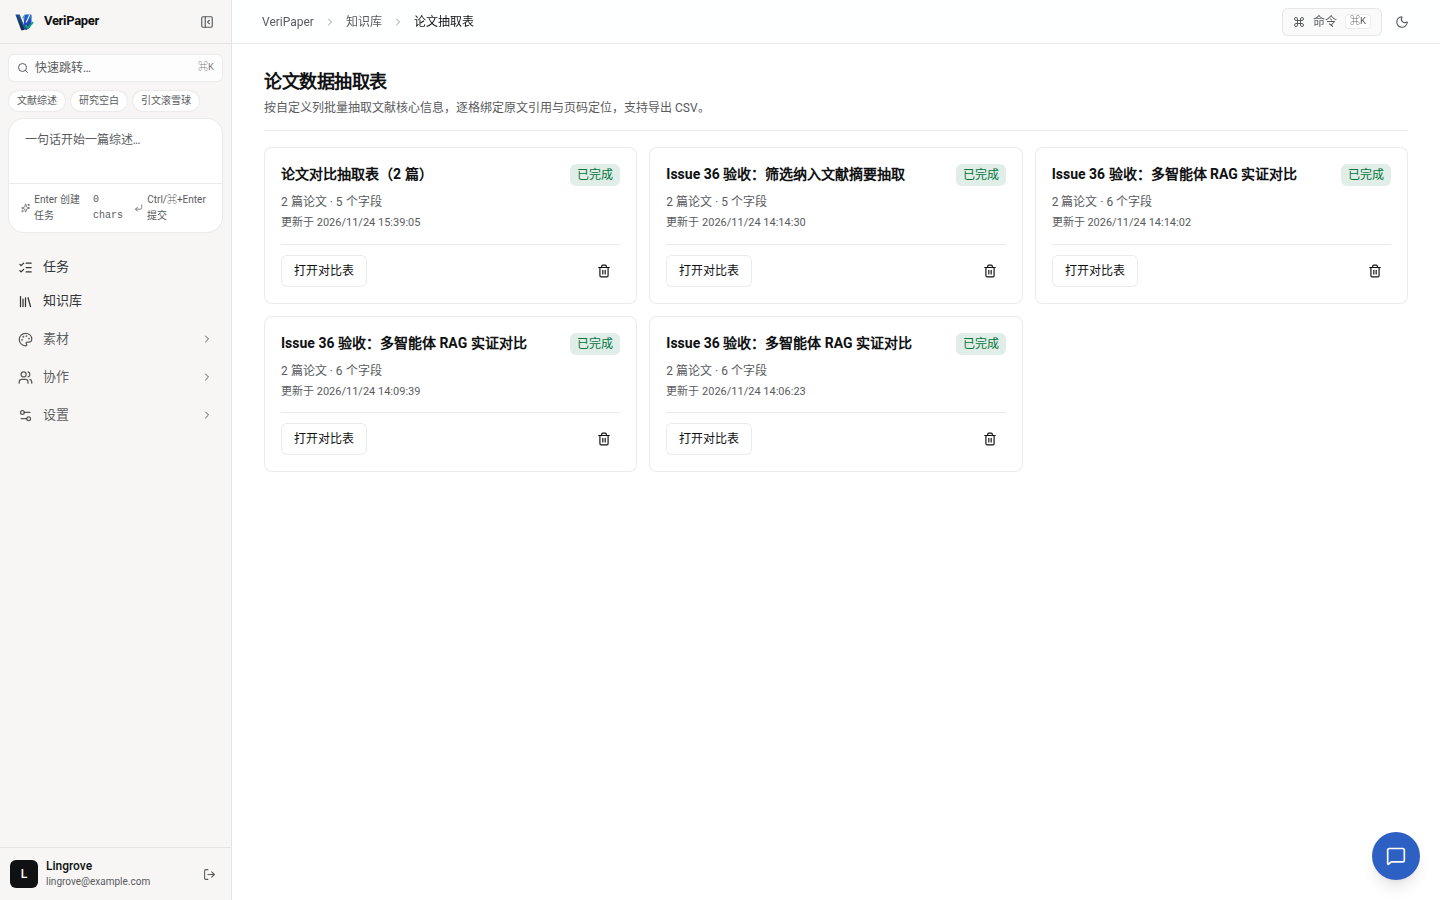 VeriPaper
快速跳转...
⌘K
文献综述
研究空白
引文滚雪球
一句话开始一篇综述...
Enter 创建
任务
0
chars
Ctrl/⌘+Enter
提交
任务
知识库
素材
协作
设置
L
Lingrove
lingrove@example.com
VeriPaper
知识库
论文抽取表
⌘ 命令 ⌘K
论文数据抽取表
按自定义列批量抽取文献核心信息，逐格绑定原文引用与页码定位，支持导出 CSV。
论文对比抽取表（2 篇）
已完成
2 篇论文 · 5 个字段
更新于 2026/11/24 15:39:05
打开对比表
Issue 36 验收：筛选纳入文献摘要抽取
已完成
2 篇论文 · 5 个字段
更新于 2026/11/24 14:14:30
打开对比表
Issue 36 验收：多智能体 RAG 实证对比
已完成
2 篇论文 · 6 个字段
更新于 2026/11/24 14:14:02
打开对比表
Issue 36 验收：多智能体 RAG 实证对比
已完成
2 篇论文 · 6 个字段
更新于 2026/11/24 14:09:39
打开对比表
Issue 36 验收：多智能体 RAG 实证对比
已完成
2 篇论文 · 6 个字段
更新于 2026/11/24 14:06:23
打开对比表